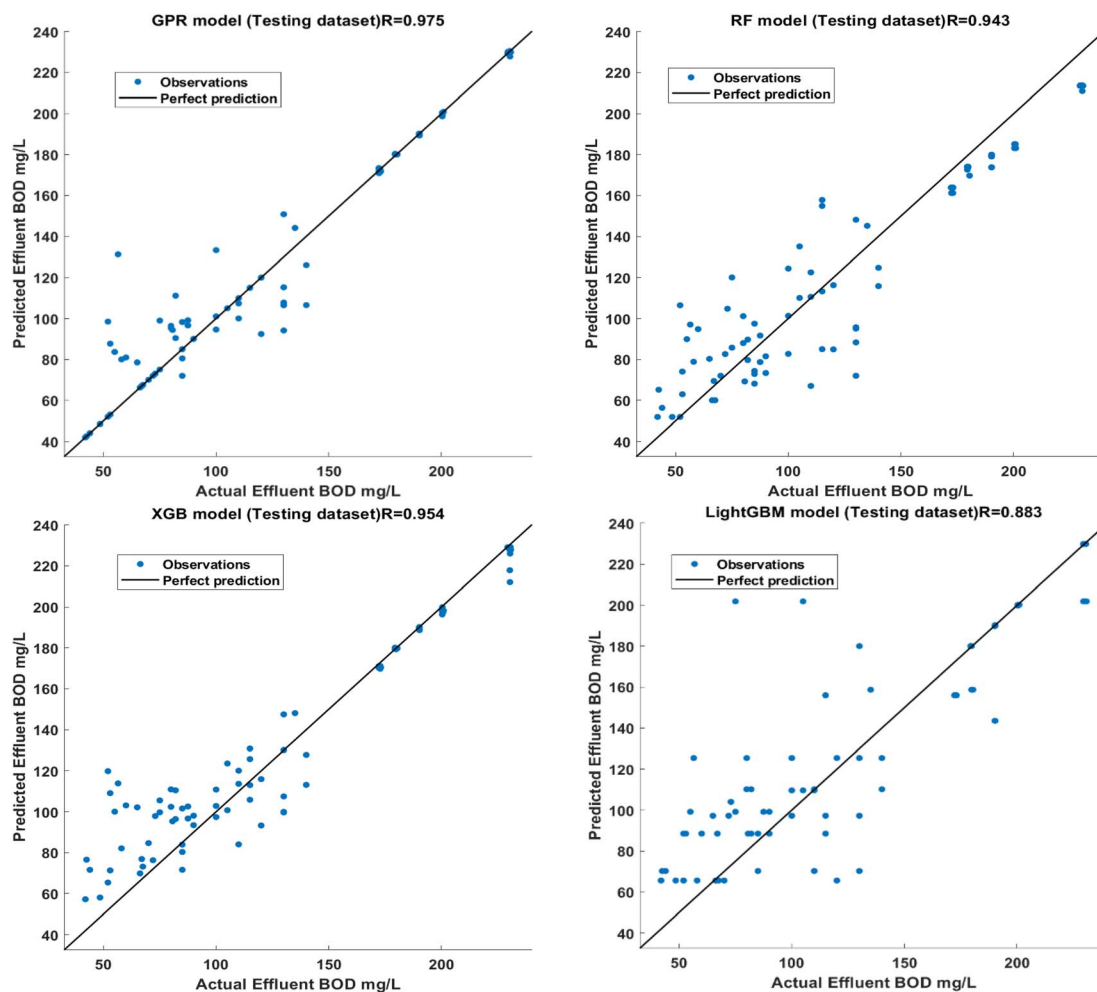 GPR model (Testing dataset)R=0.975
240
220
200
180
160
140
120
100
80
60
40
Predicted Effluent BOD mg/L
Observations
Perfect prediction
50 100 150 200
Actual Effluent BOD mg/L
RF model (Testing dataset)R=0.943
240
220
200
180
160
140
120
100
80
60
40
Predicted Effluent BOD mg/L
Observations
Perfect prediction
50 100 150 200
Actual Effluent BOD mg/L
XGB model (Testing dataset)R=0.954
240
220
200
180
160
140
120
100
80
60
40
Predicted Effluent BOD mg/L
Observations
Perfect prediction
50 100 150 200
Actual Effluent BOD mg/L
LightGBM model (Testing dataset)R=0.883
240
220
200
180
160
140
120
100
80
60
40
Predicted Effluent BOD mg/L
Observations
Perfect prediction
50 100 150 200
Actual Effluent BOD mg/L